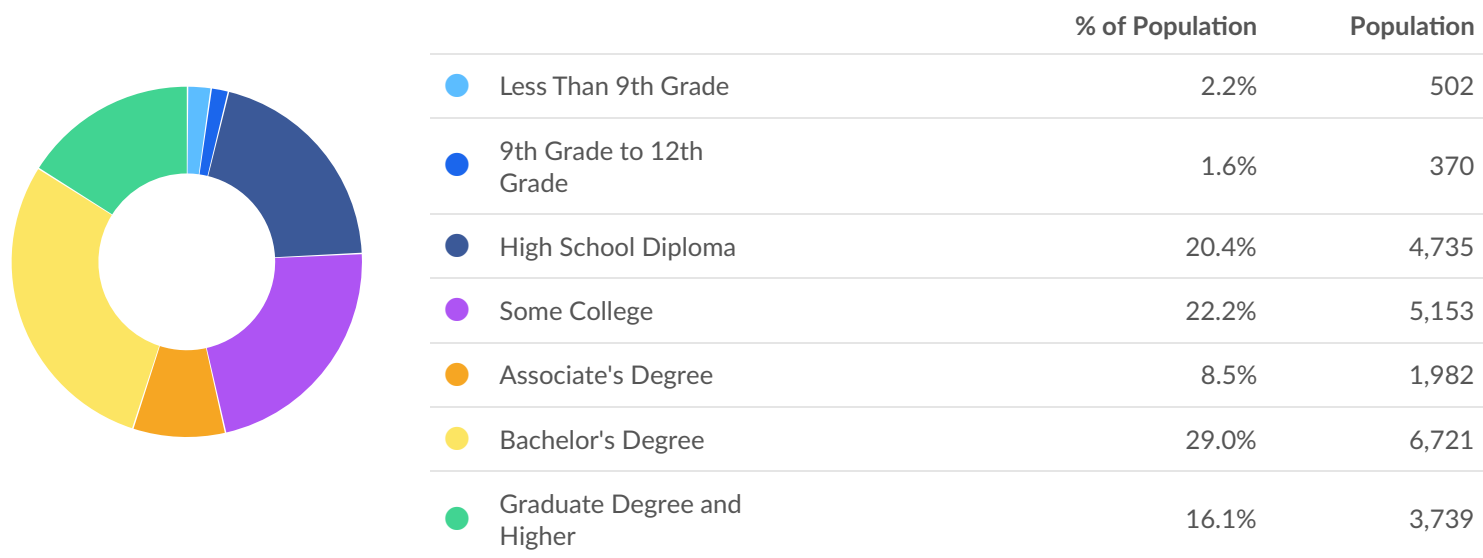 % of Population Population
Less Than 9th Grade 2.2% 502
9th Grade to 12th
Grade 1.6% 370
High School Diploma 20.4% 4,735
Some College 22.2% 5,153
Associate's Degree 8.5% 1,982
Bachelor's Degree 29.0% 6,721
Graduate Degree and
Higher 16.1% 3,739